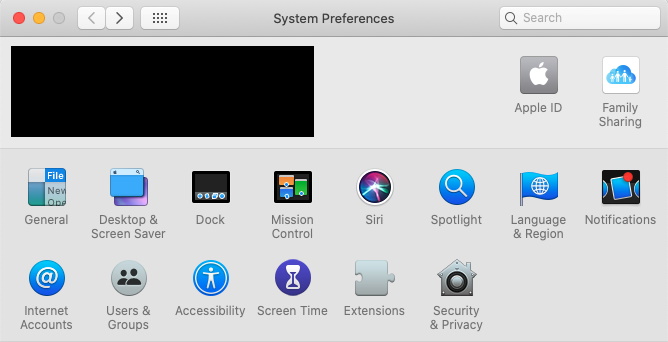 System Preferences
Search
Apple ID
Family
Sharing
File
New
Ope
General
Desktop &
Screen Saver
Dock
Mission
Control
Siri
Spotlight
Language
& Region
Notifications
@
Internet
Accounts
Users &
Groups
Accessibility
Screen Time
Extensions
Security
& Privacy